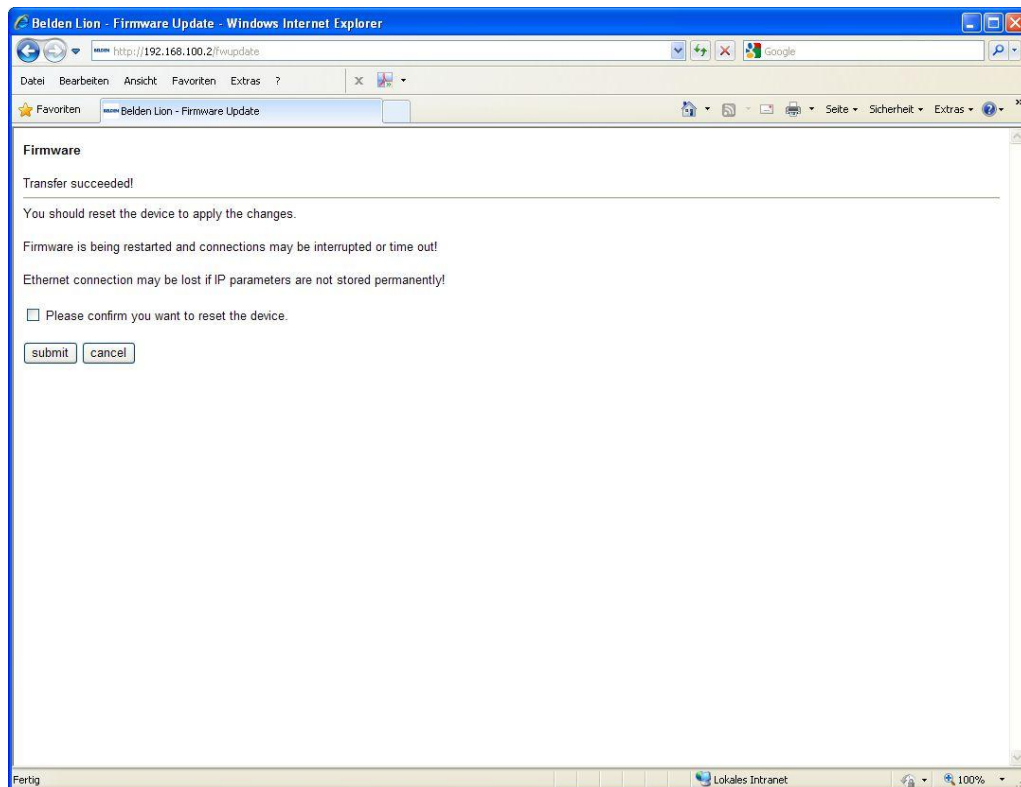 Belden Lion - Firmware Update - Windows Internet Explorer
http://192.168.100.2/fwupdate
Google
Datei Bearbeiten Ansicht Favoriten Extras ?
Favoriten
BELDEN Belden Lion - Firmware Update
Seite Sicherheit Extras
Firmware
Transfer succeeded!
You should reset the device to apply the changes.
Firmware is being restarted and connections may be interrupted or time out!
Ethernet connection may be lost if IP parameters are not stored permanently!
Please confirm you want to reset the device.
submit cancel
Fertig
Lokales Intranet
100%